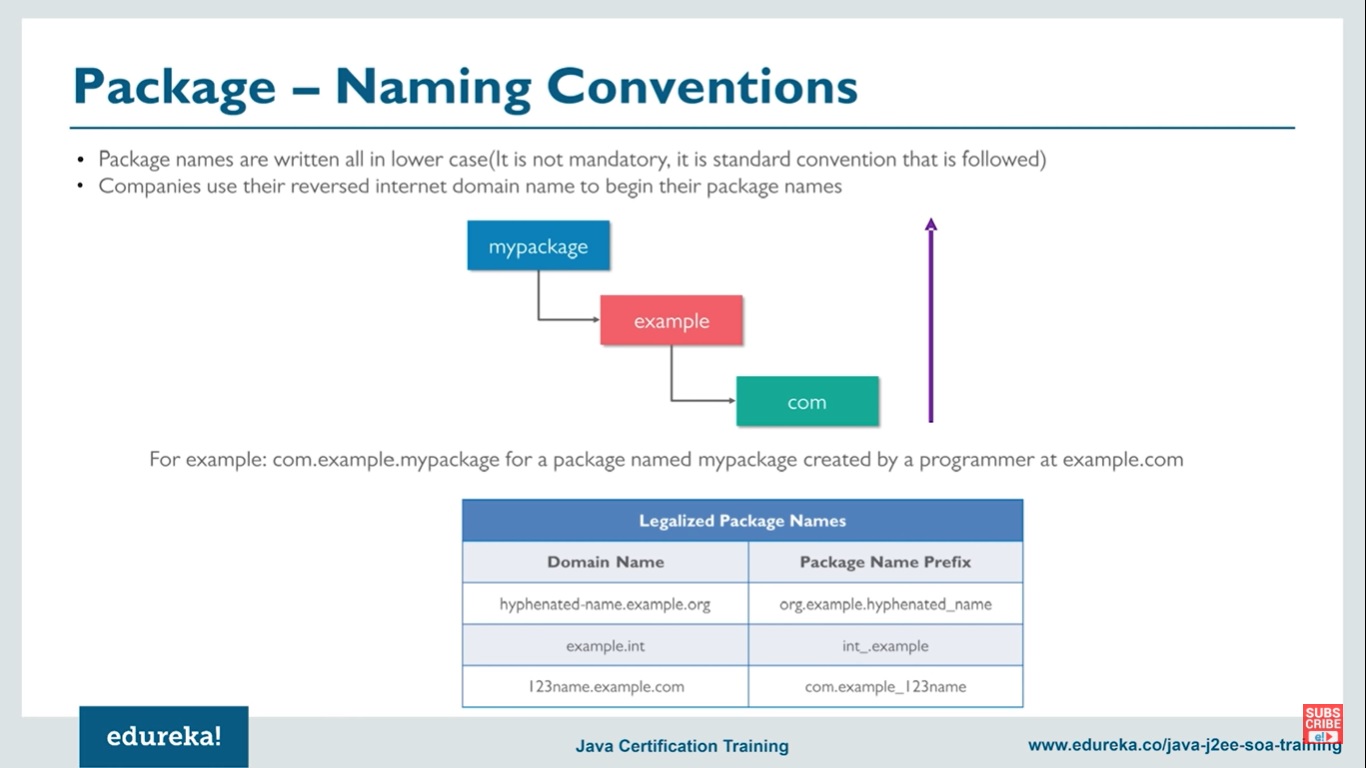 Package – Naming Conventions
• Package names are written all in lower case(It is not mandatory, it is standard convention that is followed)
• Companies use their reversed internet domain name to begin their package names
mypackage
example
com
For example: com.example.mypackage for a package named mypackage created by a programmer at example.com
Legalized Package Names
Domain Name Package Name Prefix
hyphenated-name.example.org org.example.hyphenated_name
example.int int_.example
123name.example.com com.example_123name
edureka!
Java Certification Training
www.edureka.co/java-j2ee-soa-training
SUBS
CRIBE
e!